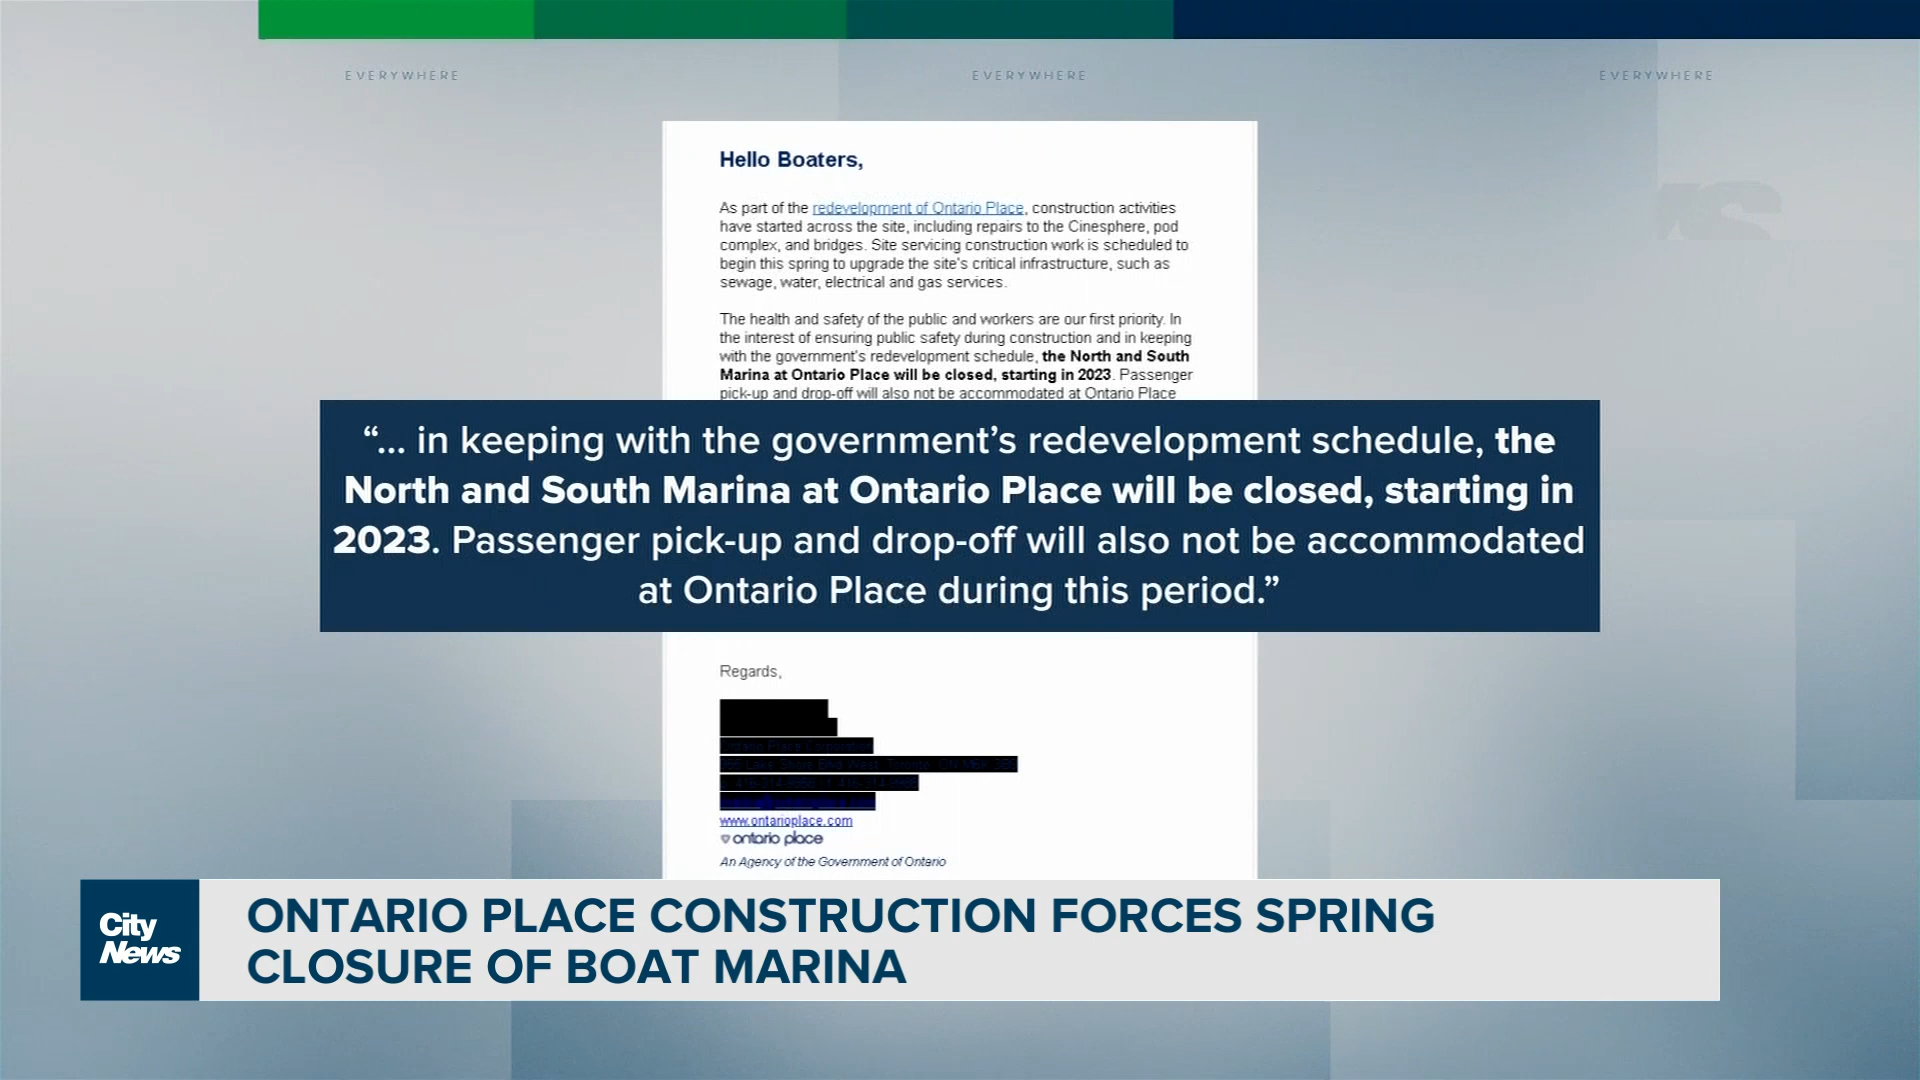 EVERYWHERE EVERYWHERE EVERYWHERE
Hello Boaters,
As part of the redevelopment of Ontario Place, construction activities
have started across the site, including repairs to the Cinesphere, pod
complex, and bridges. Site servicing construction work is scheduled to
begin this spring to upgrade the site's critical infrastructure, such as
sewage, water, electrical and gas services.
The health and safety of the public and workers are our first priority. In
the interest of ensuring public safety during construction and in keeping
with the government's redevelopment schedule, the North and South
Marina at Ontario Place will be closed, starting in 2023. Passenger
pick-up and drop-off will also not be accommodated at Ontario Place
“... in keeping with the government’s redevelopment schedule, the
North and South Marina at Ontario Place will be closed, starting in
2023. Passenger pick-up and drop-off will also not be accommodated
at Ontario Place during this period.”
Regards,
www.ontarioplace.com
ontario place
An Agency of the Government of Ontario
City
News
ONTARIO PLACE CONSTRUCTION FORCES SPRING
CLOSURE OF BOAT MARINA